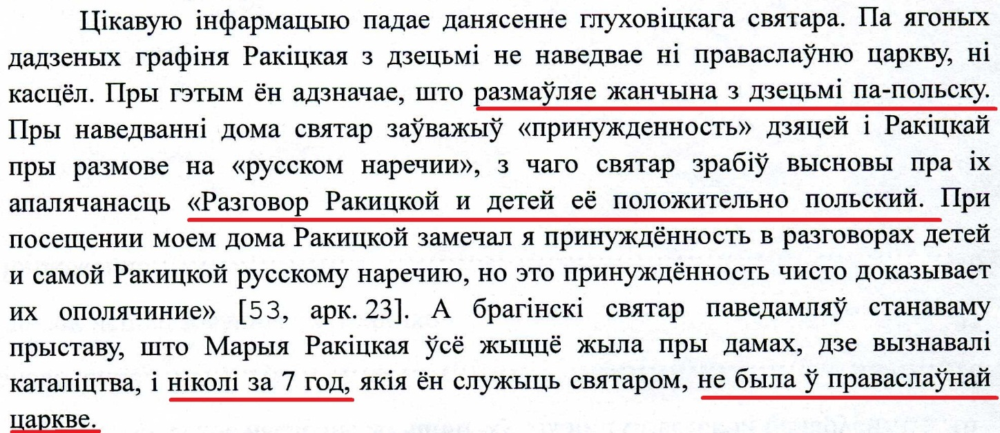 Цікавую інфармацыю падае данясенне глуховіцкага святара. Па ягоных
дадзеных графіня Ракіцкая з дзецьмі не наведвае ні праваслаўню царкву, ні
касцёл. Пры гэтым ён адзначае, што размаўляе жанчына з дзецьмі па-польску.
Пры наведванні дома святар заўважыў «принужденность» дзяцей і Ракіцкай
пры размове на «русском наречии», з чаго святар зрабіў высновы пра іх
апалячанасць «Разговор Ракицкой и детей её положительно польский. При
посещении моем дома Ракицкой замечал я принуждённость в разговорах детей
и самой Ракицкой русскому наречию, но это принуждённость чисто доказывает
их ополячиние» [53, арк. 23]. А брагінскі святар паведамляў станаваму
прыставу, што Марыя Ракіцкая ўсё жыццё жыла пры дамах, дзе вызнавалі
каталіцтва, і ніколі за 7 год, якія ён служыць святаром, не была ў праваслаўнай
царкве.